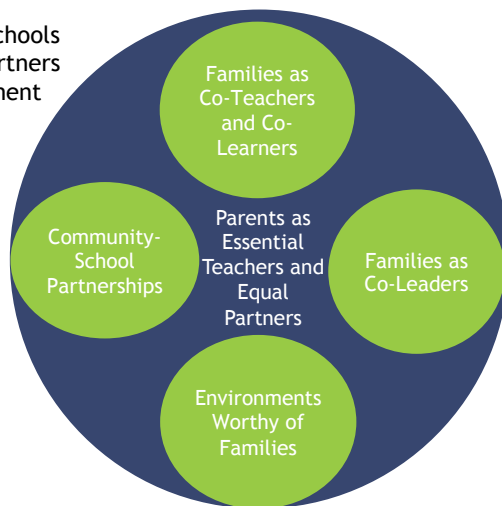 Families as
Co-Teachers
and Co-
Learners
Community-
School
Partnerships
Parents as
Essential
Teachers and
Equal
Partners
Families as
Co-Leaders
Environments
Worthy of
Families